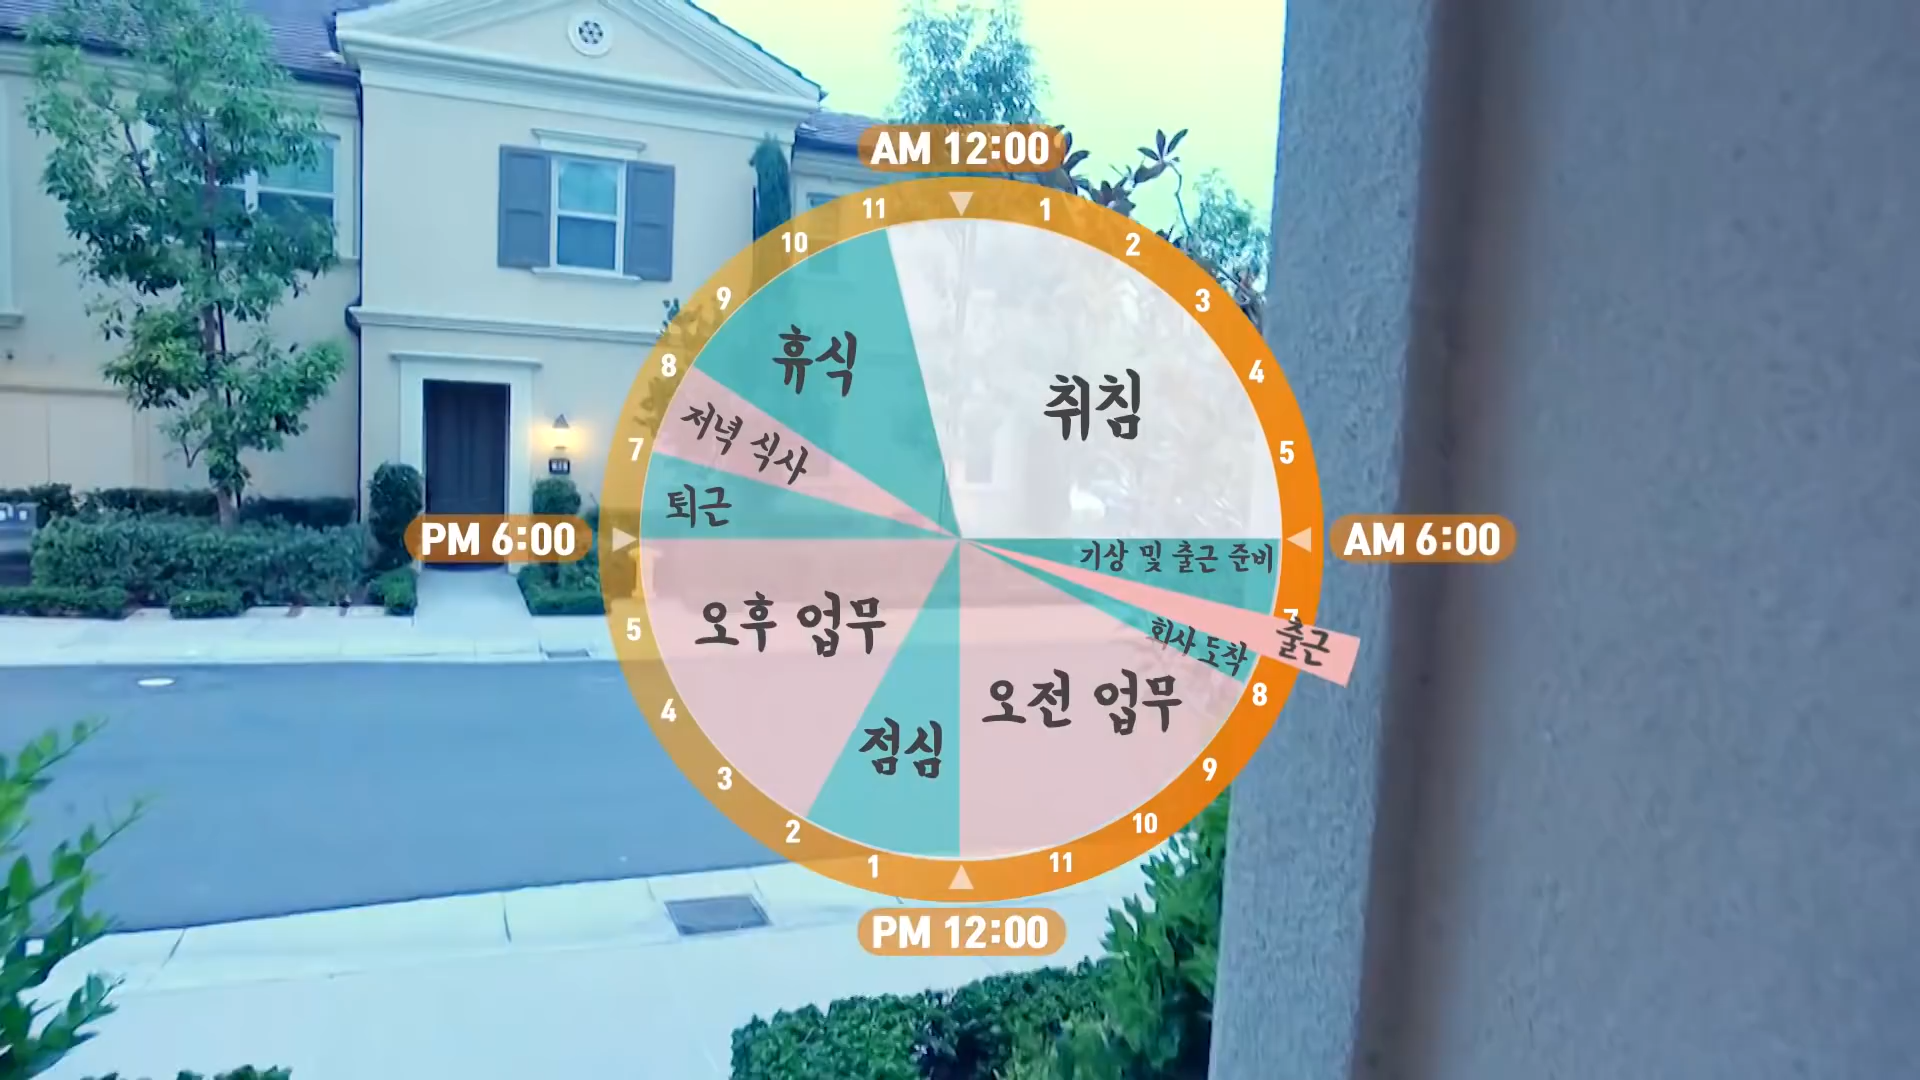 AM 12:00
11
1
10
2
9
3
휴식
8
4
취침
저녁 식사
7
5
퇴근
PM 6:00
AM 6:00
기상 및 출근 준비
7
출근
5
오후 업무
회사 도착
오전 업무
8
4
점심
3
9
2
10
1
11
PM 12:00